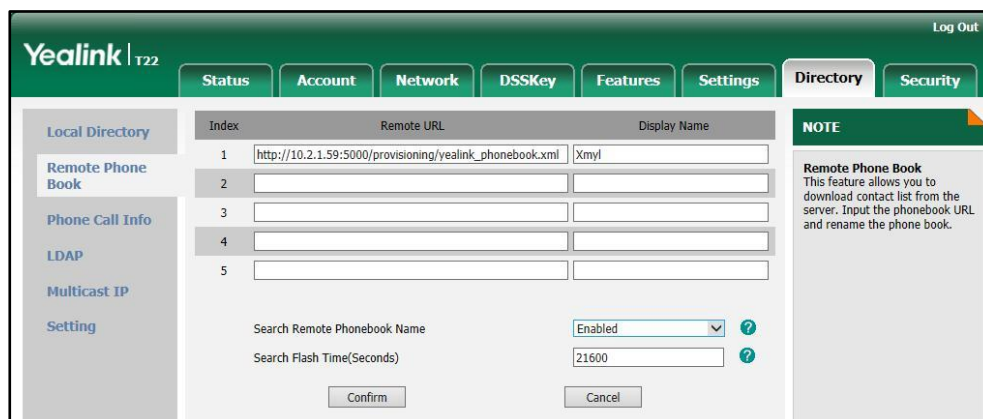 Log Out
Yealink T22
Status Account Network DSSKey Features Settings Directory Security
Local Directory
Remote Phone
Book
Phone Call Info
LDAP
Multicast IP
Setting
Index Remote URL Display Name
1 http://10.2.1.59:5000/provisioning/yealink_phonebook.xml Xmyl
2
3
4
5
Search Remote Phonebook Name Enabled ?
Search Flash Time(Seconds) 21600 ?
Confirm Cancel
NOTE
Remote Phone Book
This feature allows you to
download contact list from the
server. Input the phonebook URL
and rename the phone book.